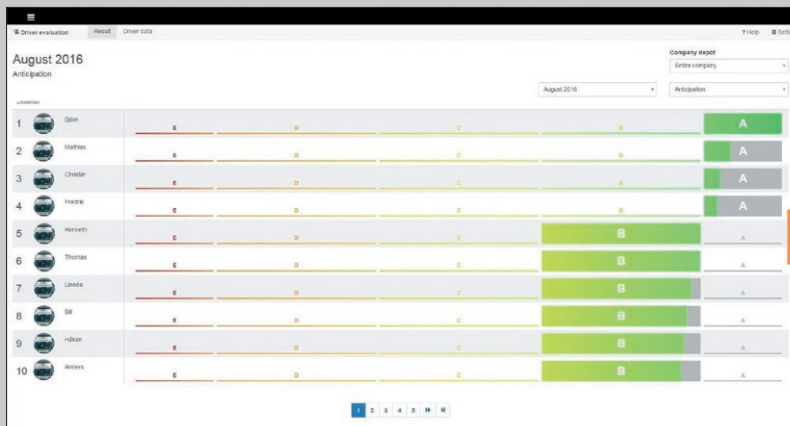 Driver evaluation Result Driver data ? Help
August 2016
Anticipation
Company depot
Entire company
August 2016 Anticipation
1 Björn E D C B A
2 Mathias E D C B A
3 Christer E D C B A
4 Fredrik E D C B A
5 Kenneth E D C B A
6 Thomas E D C B A
7 Linnéa E D C B A
8 Bill E D C B A
9 Håkan E D C B A
10 Anders E D C B A
1 2 3 4 5